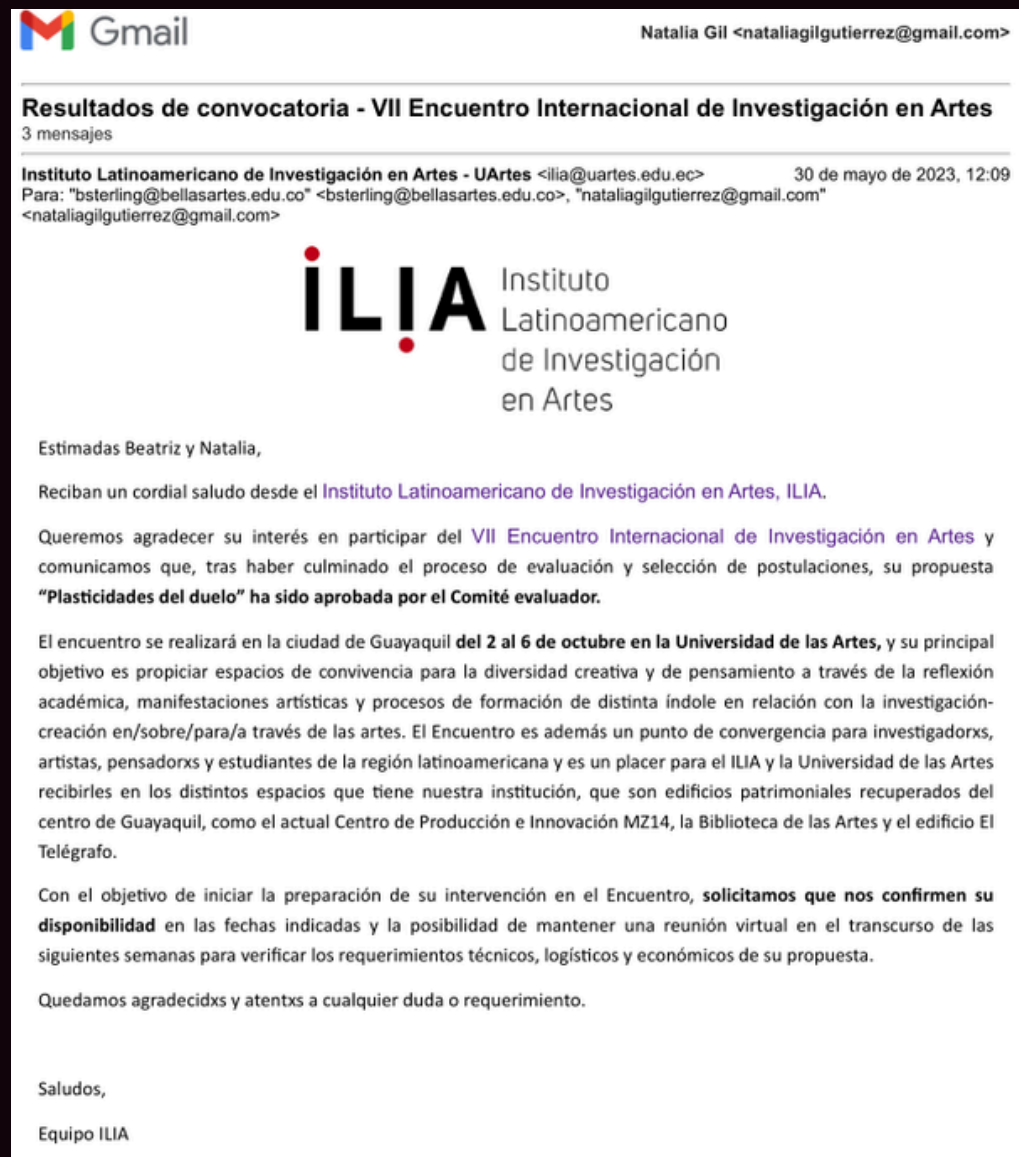 Gmail
Natalia Gil <nataliagilgutierrez@gmail.com>
Resultados de convocatoria - VII Encuentro Internacional de Investigación en Artes
3 mensajes
Instituto Latinoamericano de Investigación en Artes - UArtes <ilia@uartes.edu.ec> 30 de mayo de 2023, 12:09
Para: "bsterling@bellasartes.edu.co" <bsterling@bellasartes.edu.co>, "nataliagilgutierrez@gmail.com"
<nataliagilgutierrez@gmail.com>
ILIA
Instituto
Latinoamericano
de Investigación
en Artes
Estimadas Beatriz y Natalia,
Reciban un cordial saludo desde el Instituto Latinoamericano de Investigación en Artes, ILIA.
Queremos agradecer su interés en participar del VII Encuentro Internacional de Investigación en Artes y
comunicamos que, tras haber culminado el proceso de evaluación y selección de postulaciones, su propuesta
“Plasticidades del duelo” ha sido aprobada por el Comité evaluador.
El encuentro se realizará en la ciudad de Guayaquil del 2 al 6 de octubre en la Universidad de las Artes, y su principal
objetivo es propiciar espacios de convivencia para la diversidad creativa y de pensamiento a través de la reflexión
académica, manifestaciones artísticas y procesos de formación de distinta índole en relación con la investigación-
creación en/sobre/para/a través de las artes. El Encuentro es además un punto de convergencia para investigadorxs,
artistas, pensadorxs y estudiantes de la región latinoamericana y es un placer para el ILIA y la Universidad de las Artes
recibirles en los distintos espacios que tiene nuestra institución, que son edificios patrimoniales recuperados del
centro de Guayaquil, como el actual Centro de Producción e Innovación MZ14, la Biblioteca de las Artes y el edificio El
Telégrafo.
Con el objetivo de iniciar la preparación de su intervención en el Encuentro, solicitamos que nos confirmen su
disponibilidad en las fechas indicadas y la posibilidad de mantener una reunión virtual en el transcurso de las
siguientes semanas para verificar los requerimientos técnicos, logísticos y económicos de su propuesta.
Quedamos agradecidxs y atentxs a cualquier duda o requerimiento.
Saludos,
Equipo ILIA